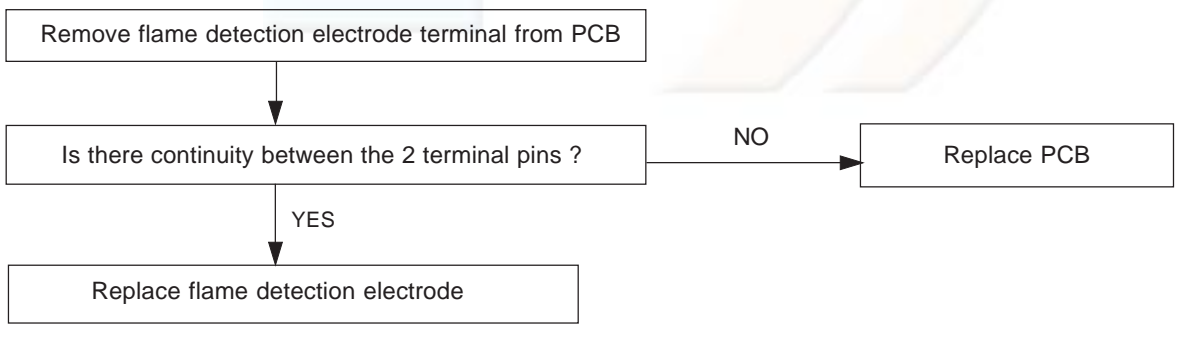 Remove flame detection electrode terminal from PCB
Is there continuity between the 2 terminal pins ?
NO
Replace PCB
YES
Replace flame detection electrode